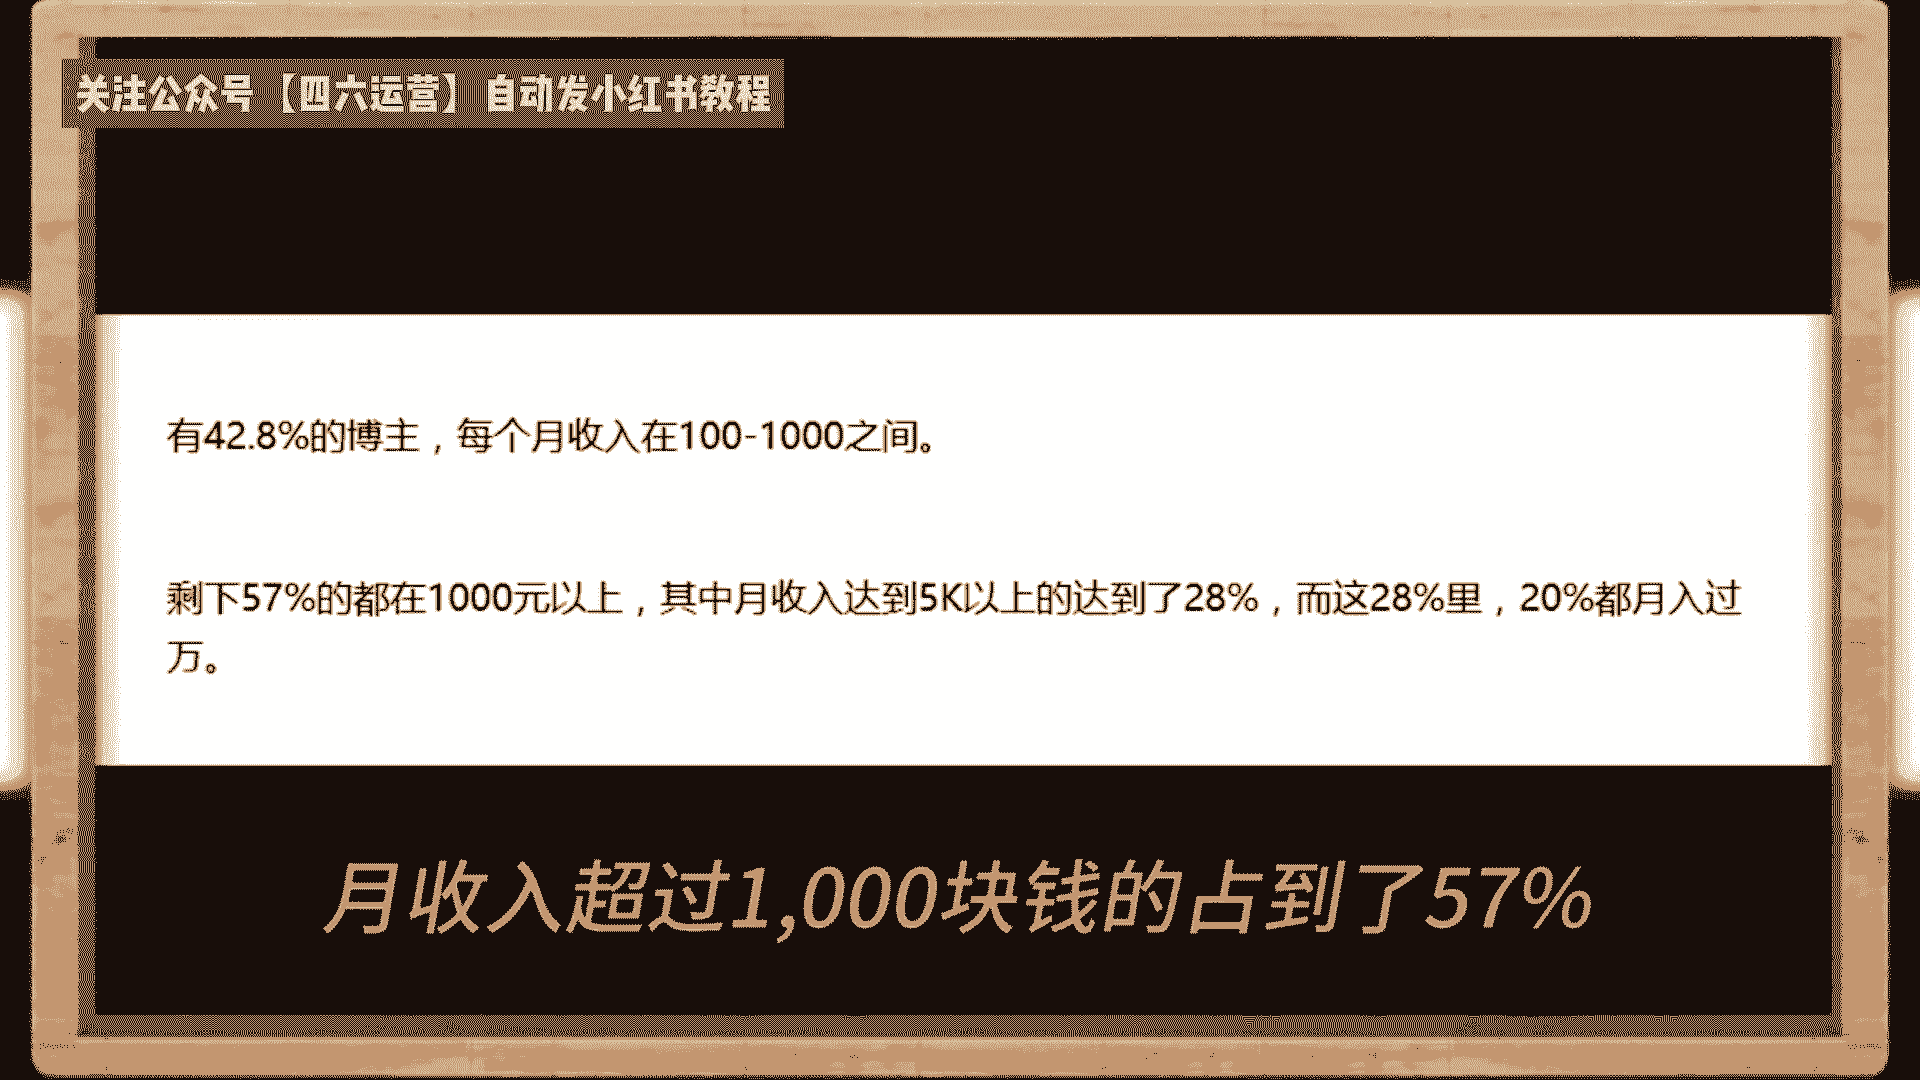 关注公众号【四六运营】自动发小红书教程
有42.8%的博主，每个月收入在100-1000之间。
剩下57%的都在1000元以上，其中月收入达到5K以上的达到了28%，而这28%里，20%都月入过
万。
月收入超过1,000块钱的占到了57%